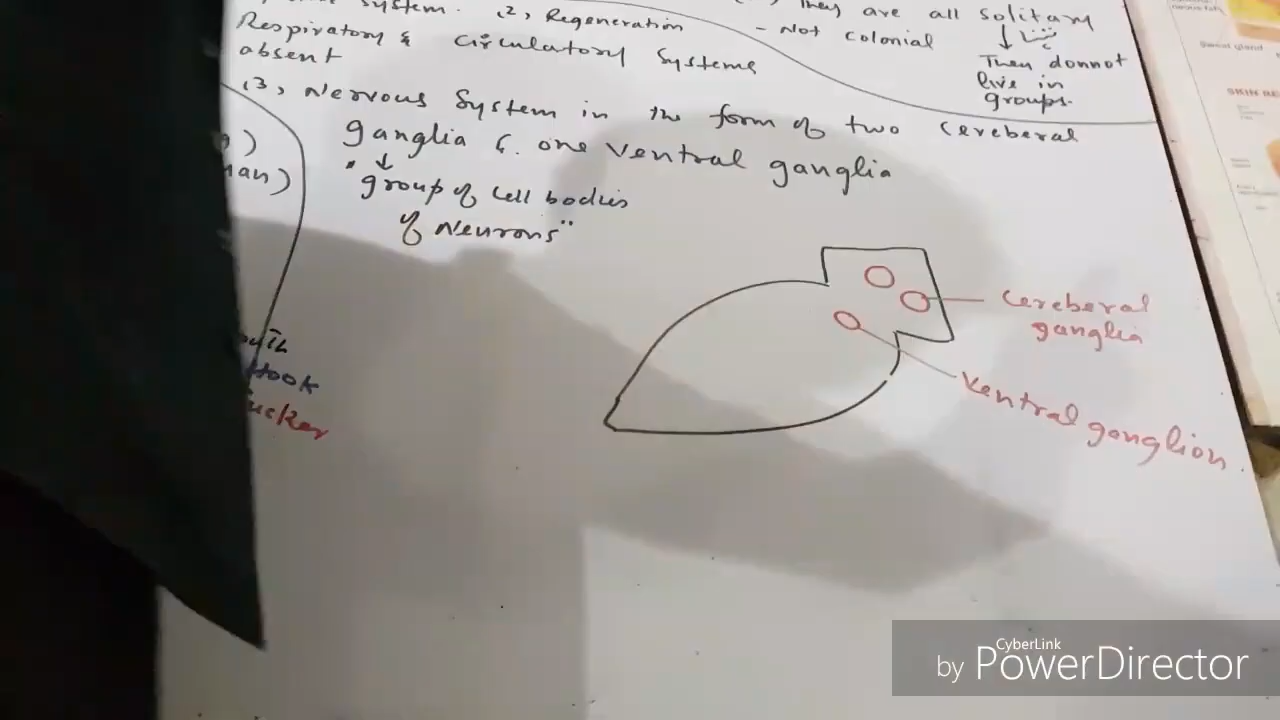 System. (2) Regeneration
Respiratory & Circulatory Systems
absent
They are all solitary
- Not colonial
Then donnot
live in
groups.
(3) Nervous System in the form of two Cereberal
ganglia & one Ventral ganglia
"group of cell bodies
of Neurons"
Cereberal
ganglia
Ventral ganglion.
Hook
SKIN
CyberLink
by PowerDirector